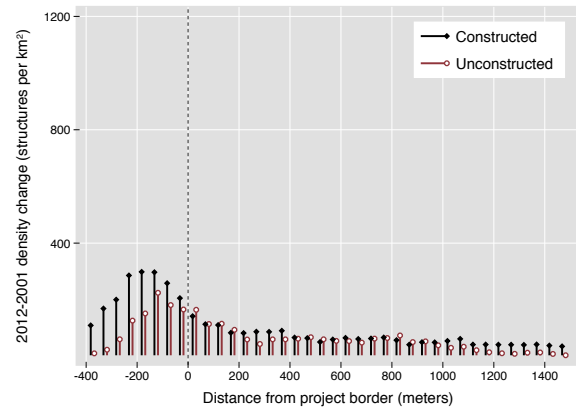 1200
800
400
2012-2001 density change (structures per km²)
Constructed
Unconstructed
-400 -200 0 200 400 600 800 1000 1200 1400
Distance from project border (meters)